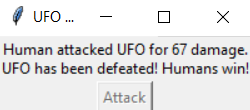 UFO ...
Human attacked UFO for 67 damage.
UFO has been defeated! Humans win!
Attack